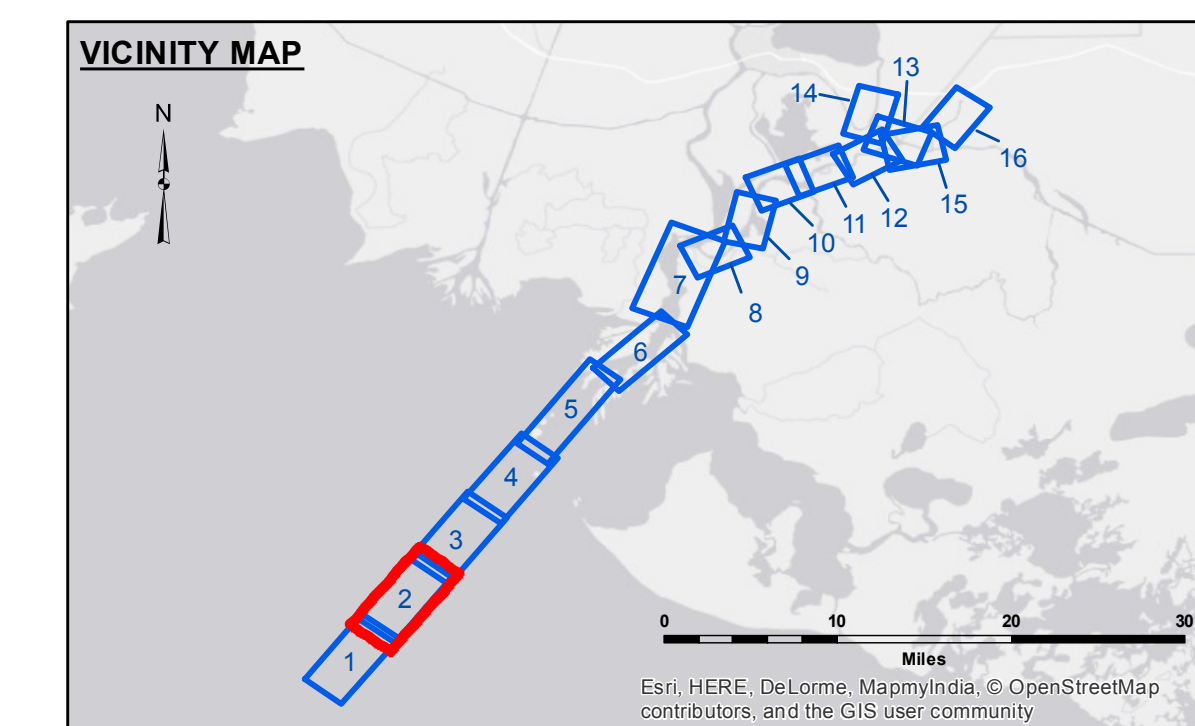 VICINITY MAP
N
13
14
16
15
12
11
10
9
7
8
6
5
4
3
2
1
0 10 20 30
Miles
Esri, HERE, DeLorme, MapmyIndia, © OpenStreetMap
contributors, and the GIS user community